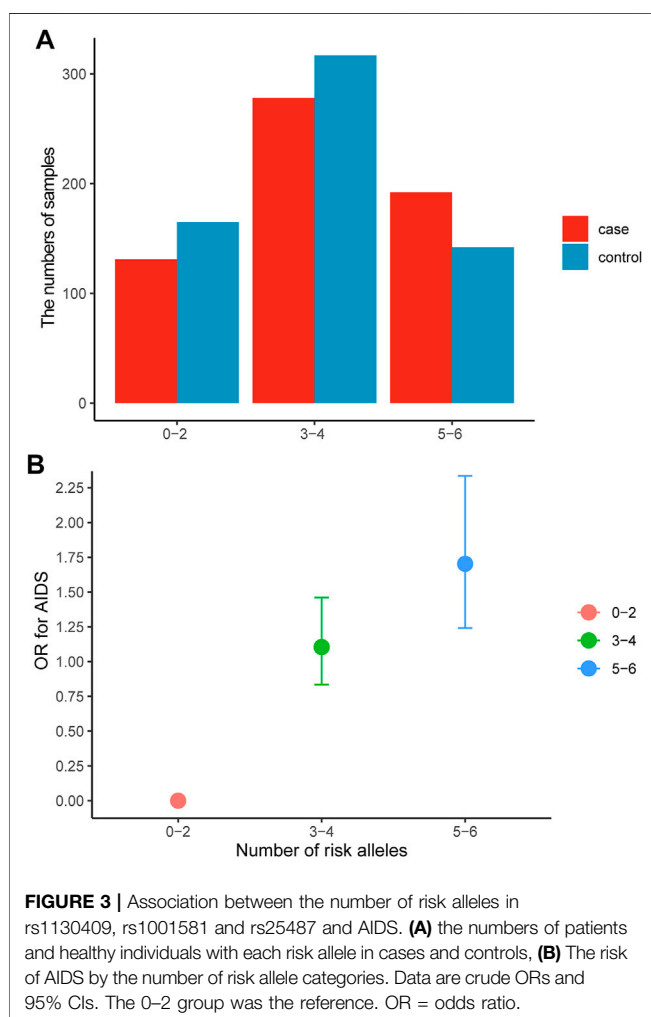 A
The numbers of samples
300
200
100
0
0–2
3–4
5–6
case
control
B
OR for AIDS
2.25
2.00
1.75
1.50
1.25
1.00
0.75
0.50
0.25
0.00
0–2
3–4
5–6
Number of risk alleles
0–2
3–4
5–6
FIGURE 3 | Association between the number of risk alleles in
rs1130409, rs1001581 and rs25487 and AIDS. (A) the numbers of patients
and healthy individuals with each risk allele in cases and controls, (B) The risk
of AIDS by the number of risk allele categories. Data are crude ORs and
95% CIs. The 0–2 group was the reference. OR = odds ratio.